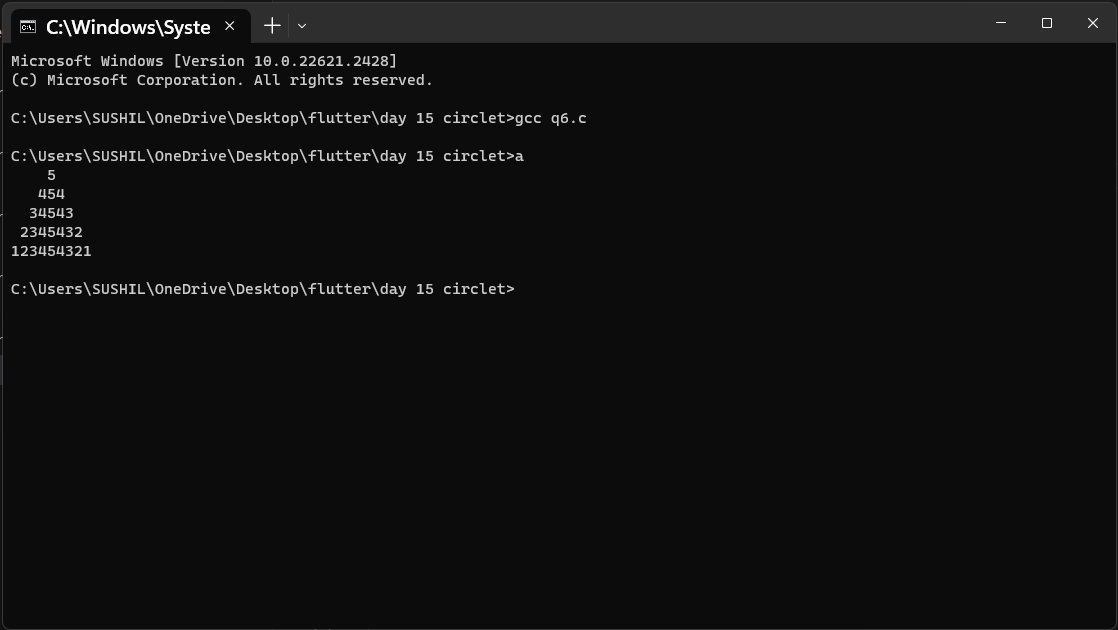 C:\Windows\Syste
Microsoft Windows [Version 10.0.22621.2428]
(c) Microsoft Corporation. All rights reserved.
C:\Users\SUSHIL\OneDrive\Desktop\flutter\day 15 circlet>gcc q6.c
C:\Users\SUSHIL\OneDrive\Desktop\flutter\day 15 circlet>a
    5
   454
  34543
 2345432
123454321
C:\Users\SUSHIL\OneDrive\Desktop\flutter\day 15 circlet>